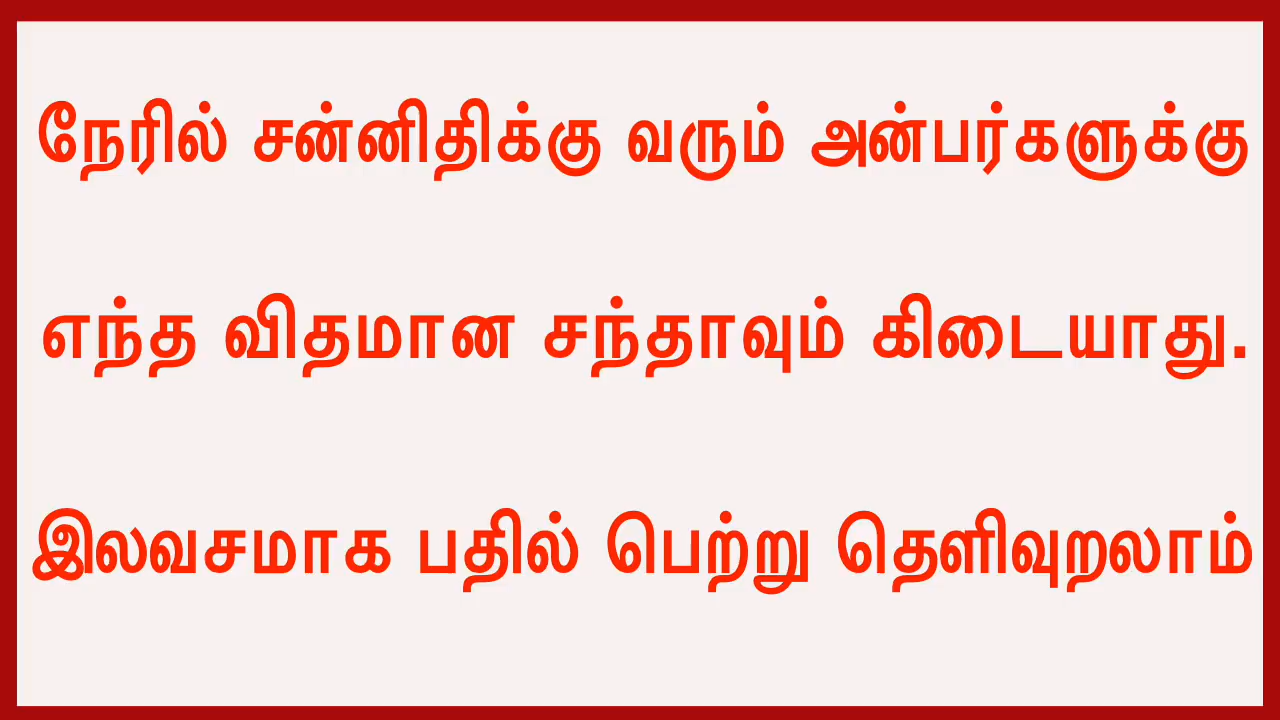 நேரில் சன்னிதிக்கு வரும் அன்பர்களுக்கு
எந்த விதமான சந்தாவும் கிடையாது.
இலவசமாக பதில் பெற்று தெளிவுறலாம்